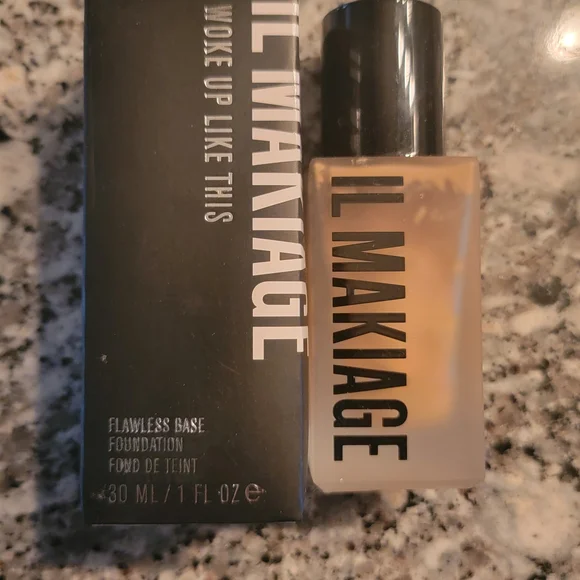 IL MAKIAGE
WOKE UP LIKE THIS
FLAWLESS BASE
FOUNDATION
FOND DE TEINT
30 ML / 1 FL OZ ℮
IL MAKIAGE